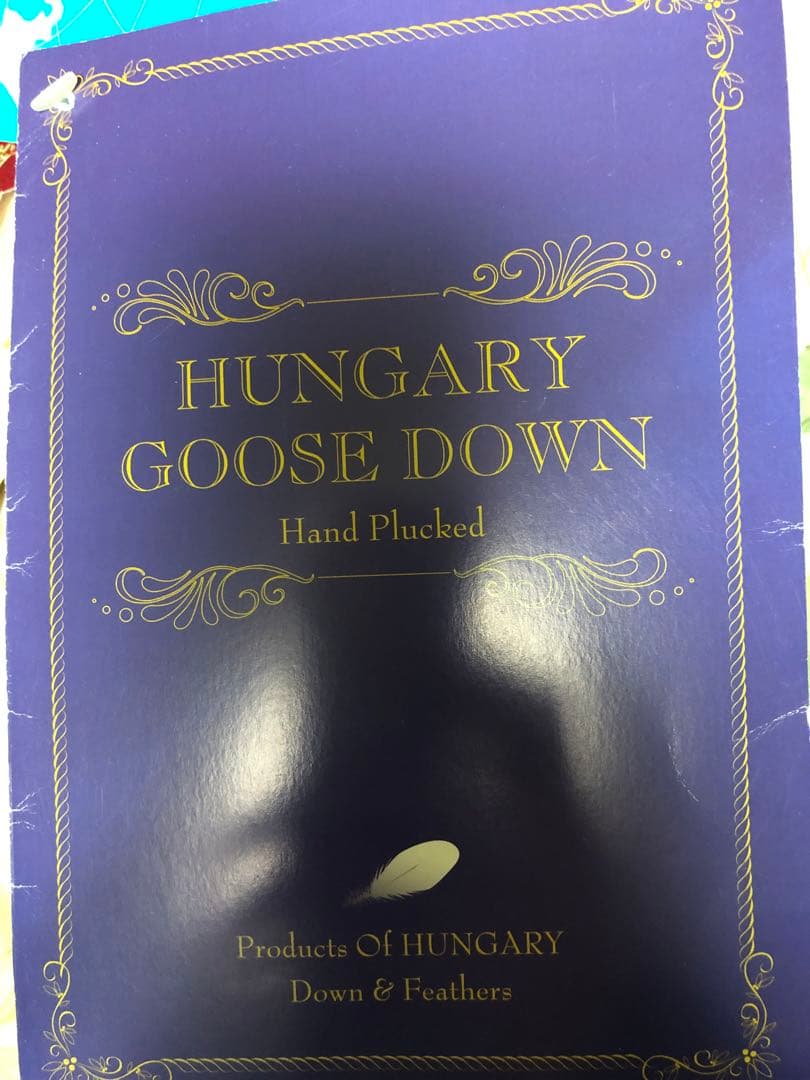 HUNGARY
GOOSE DOWN
Hand Plucked
Products Of HUNGARY
Down & Feathers